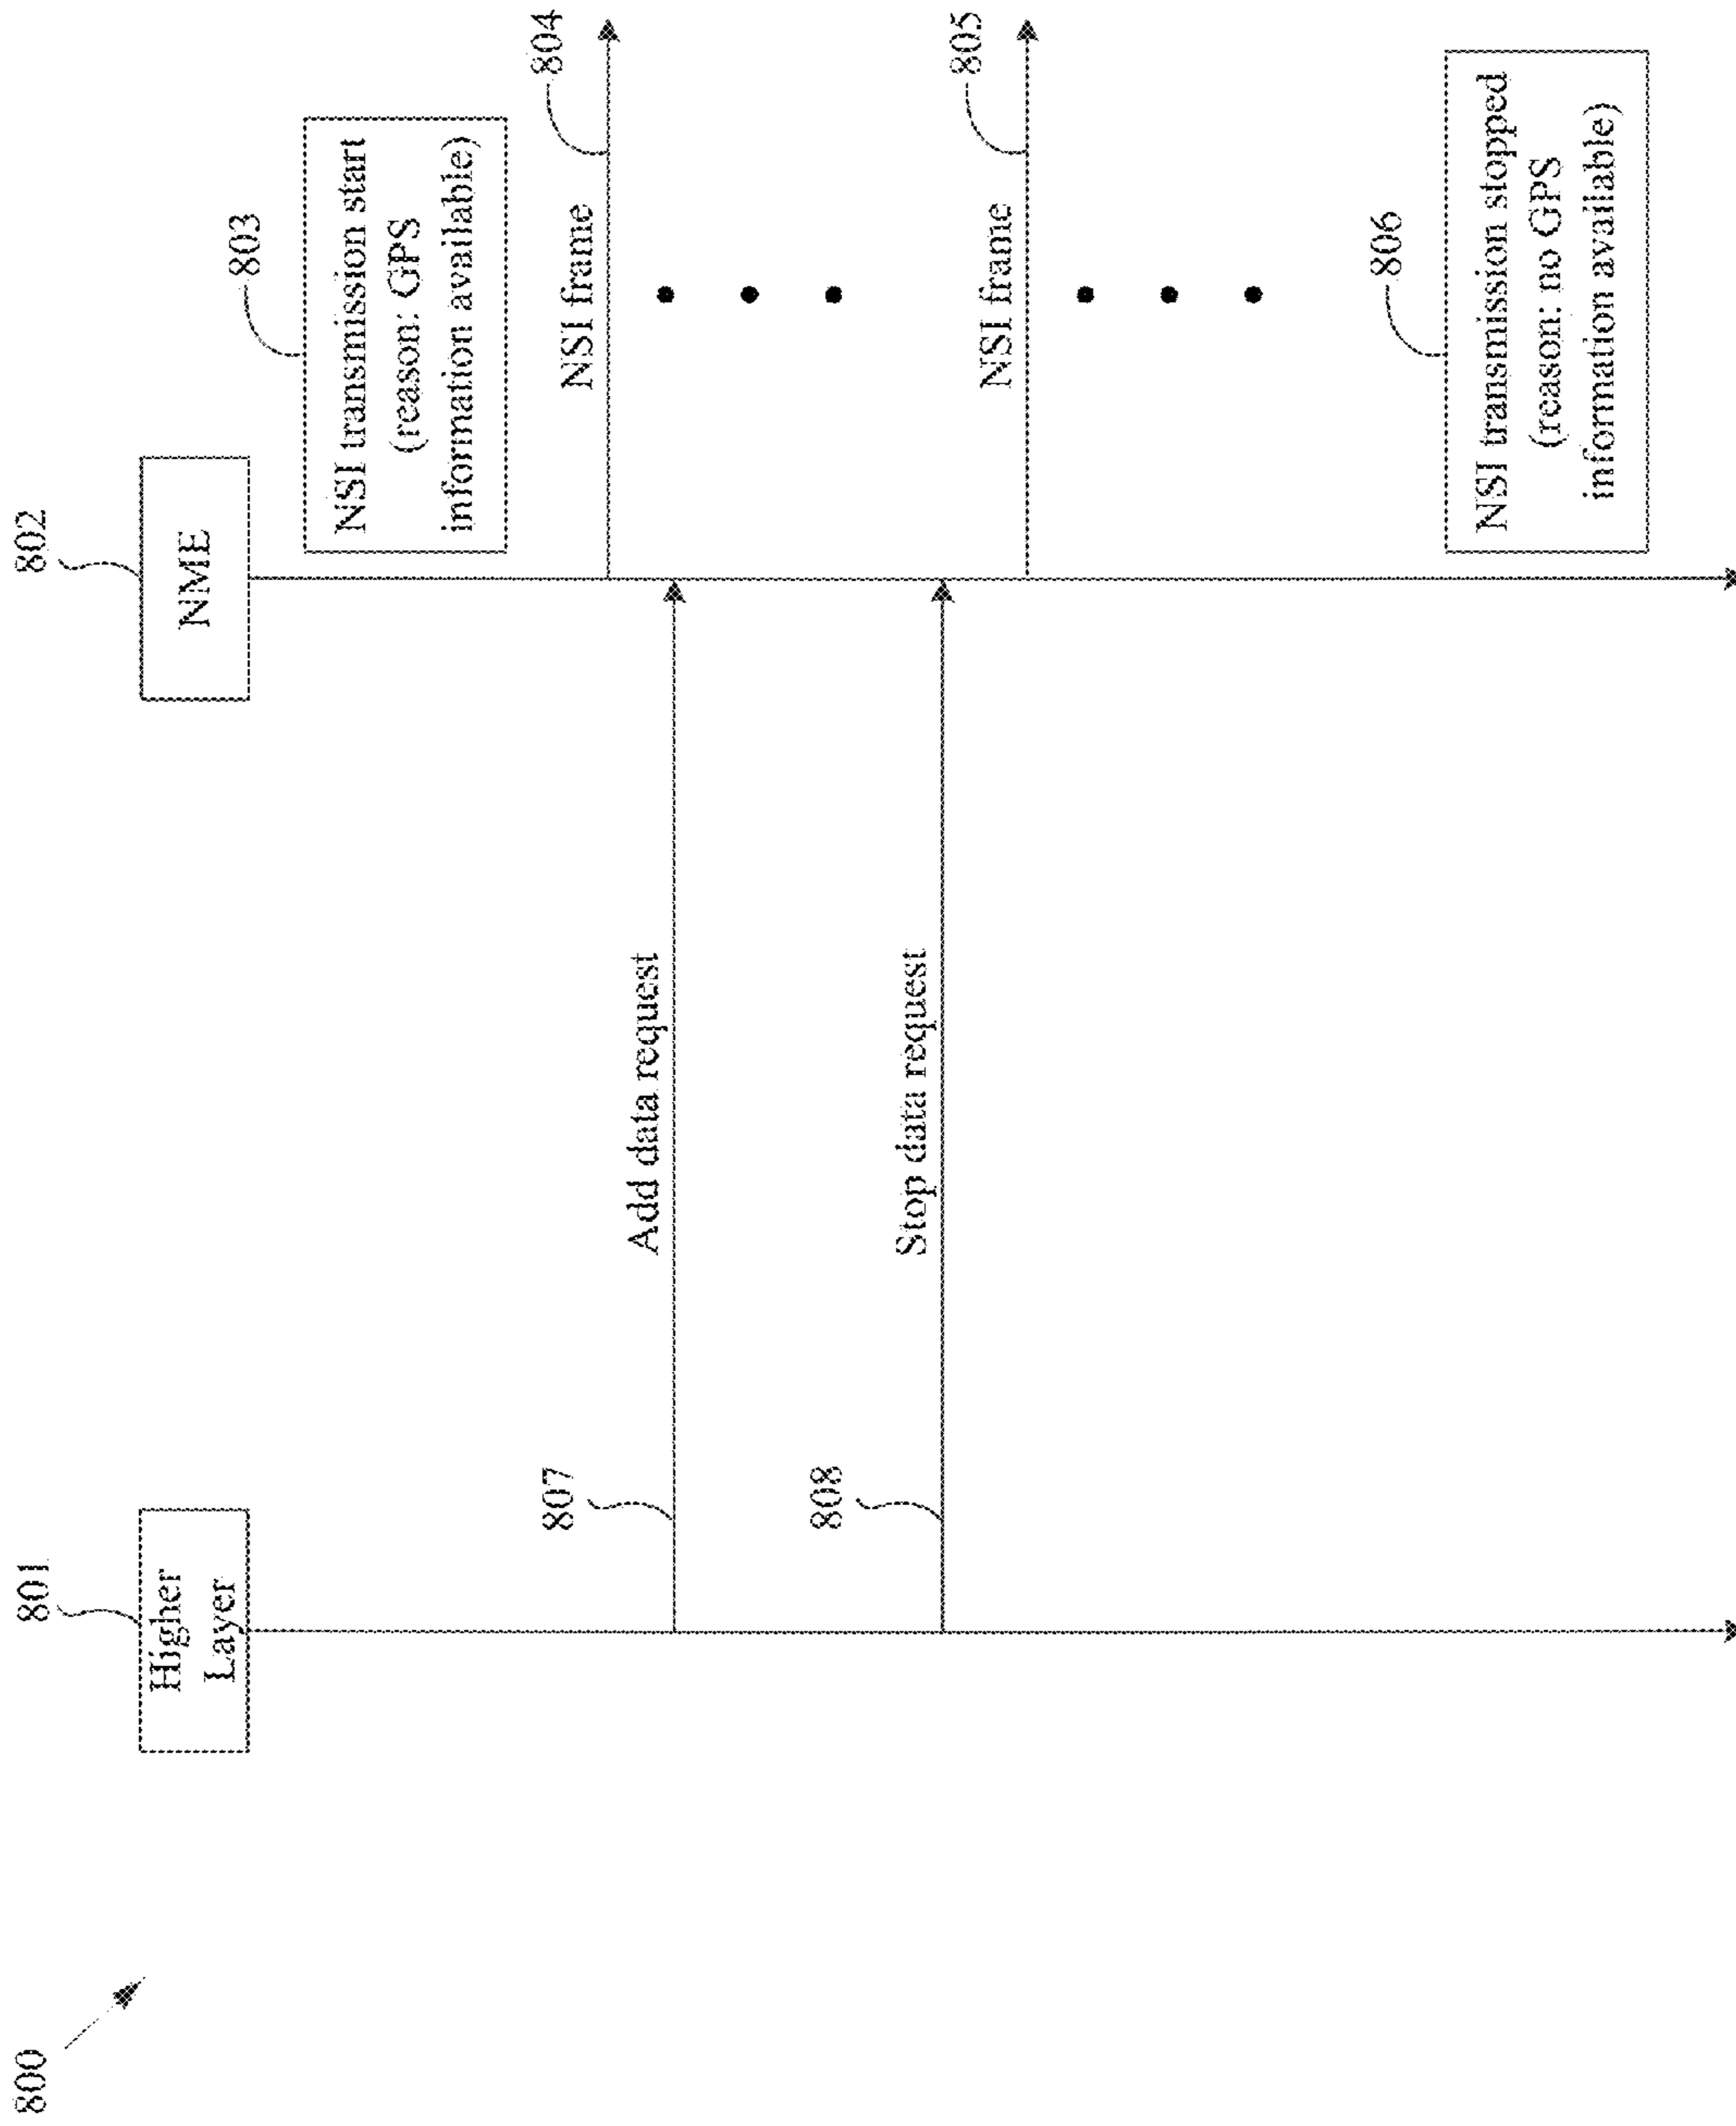 800
801
Higher
Layer
802
NME
803
NSI transmission start
(reason: GPS
information available)
NSI frame
804
807
Add data request
808
Stop data request
NSI frame
805
806
NSI transmission stopped
(reason: no GPS
information available)